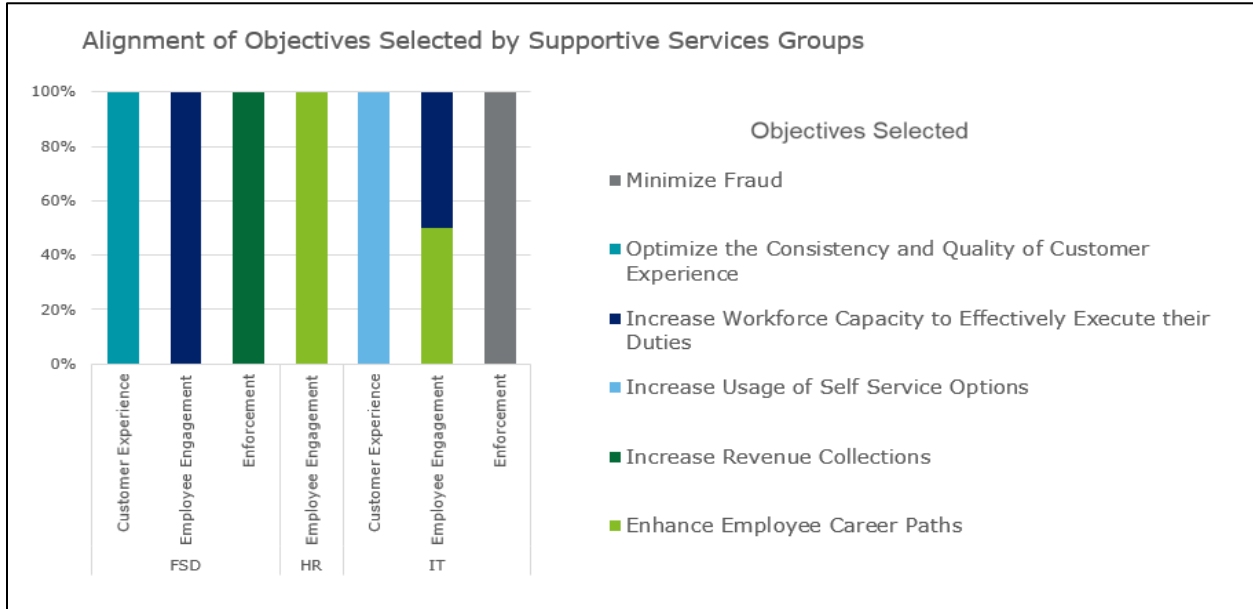 Alignment of Objectives Selected by Supportive Services Groups
100%
80%
60%
40%
20%
0%
Customer Experience
Employee Engagement
Enforcement
Employee Engagement
Customer Experience
Employee Engagement
Enforcement
FSD
HR
IT
Objectives Selected
Minimize Fraud
Optimize the Consistency and Quality of Customer
Experience
Increase Workforce Capacity to Effectively Execute their
Duties
Increase Usage of Self Service Options
Increase Revenue Collections
Enhance Employee Career Paths